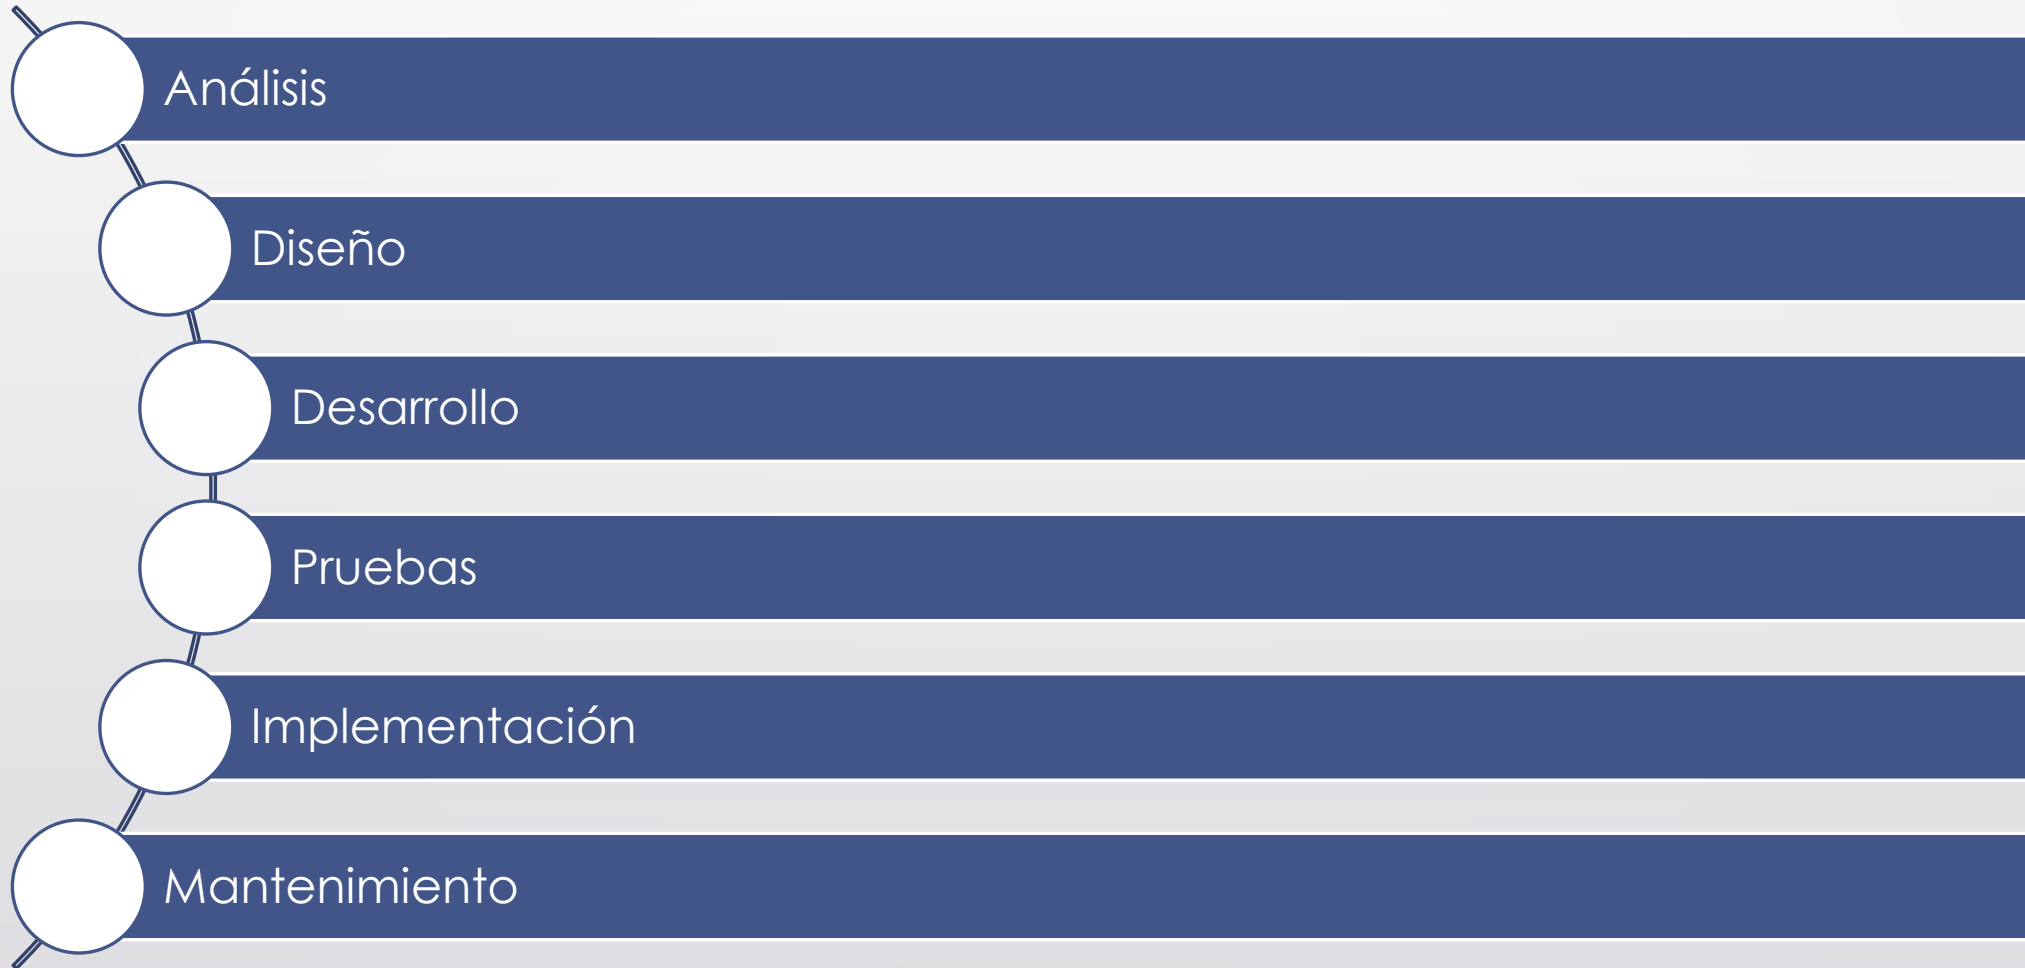 Análisis
Diseño
Desarrollo
Pruebas
Implementación
Mantenimiento